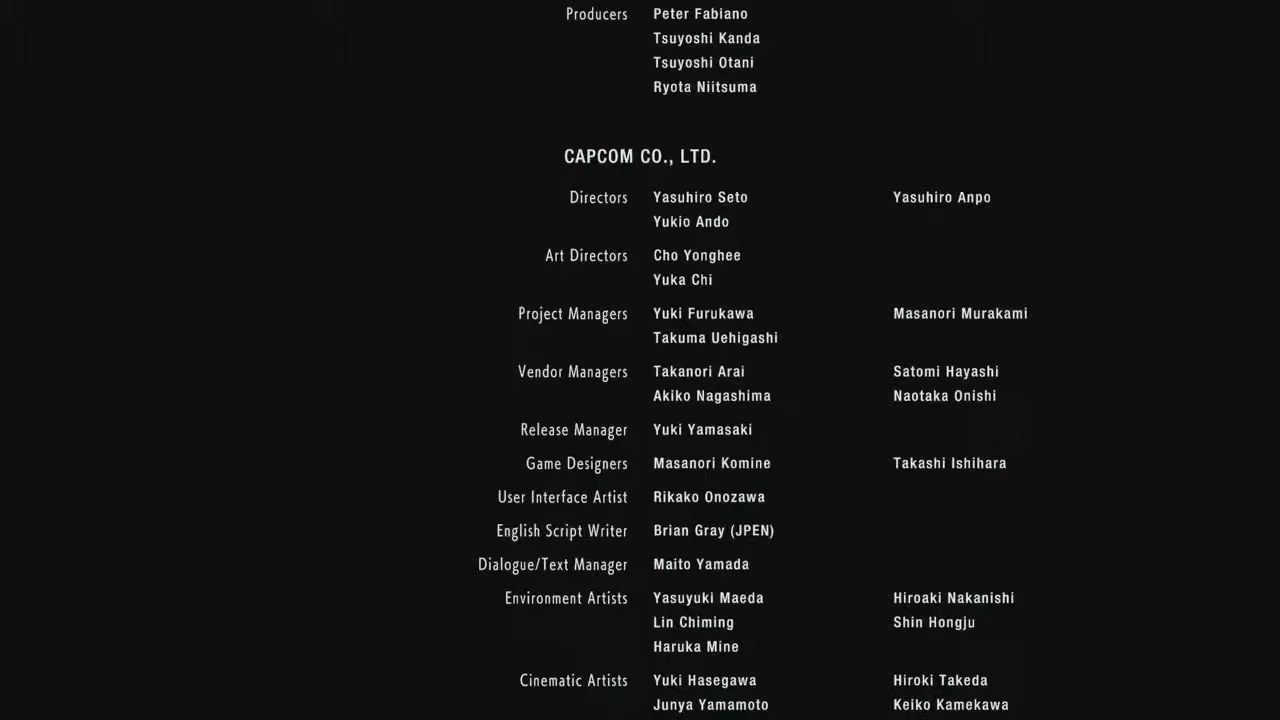 Producers Peter Fabiano
Tsuyoshi Kanda
Tsuyoshi Otani
Ryota Niitsuma
CAPCOM CO., LTD.
Directors Yasuhiro Seto Yasuhiro Anpo
Yukio Ando
Art Directors Cho Yonghee
Yuka Chi
Project Managers Yuki Furukawa Masanori Murakami
Takuma Uehigashi
Vendor Managers Takanori Arai Satomi Hayashi
Akiko Nagashima Naotaka Onishi
Release Manager Yuki Yamasaki
Game Designers Masanori Komine Takashi Ishihara
User Interface Artist Rikako Onozawa
English Script Writer Brian Gray (JPEN)
Dialogue/Text Manager Maito Yamada
Environment Artists Yasuyuki Maeda Hiroaki Nakanishi
Lin Chiming Shin Hongju
Haruka Mine
Cinematic Artists Yuki Hasegawa Hiroki Takeda
Junya Yamamoto Keiko Kamekawa